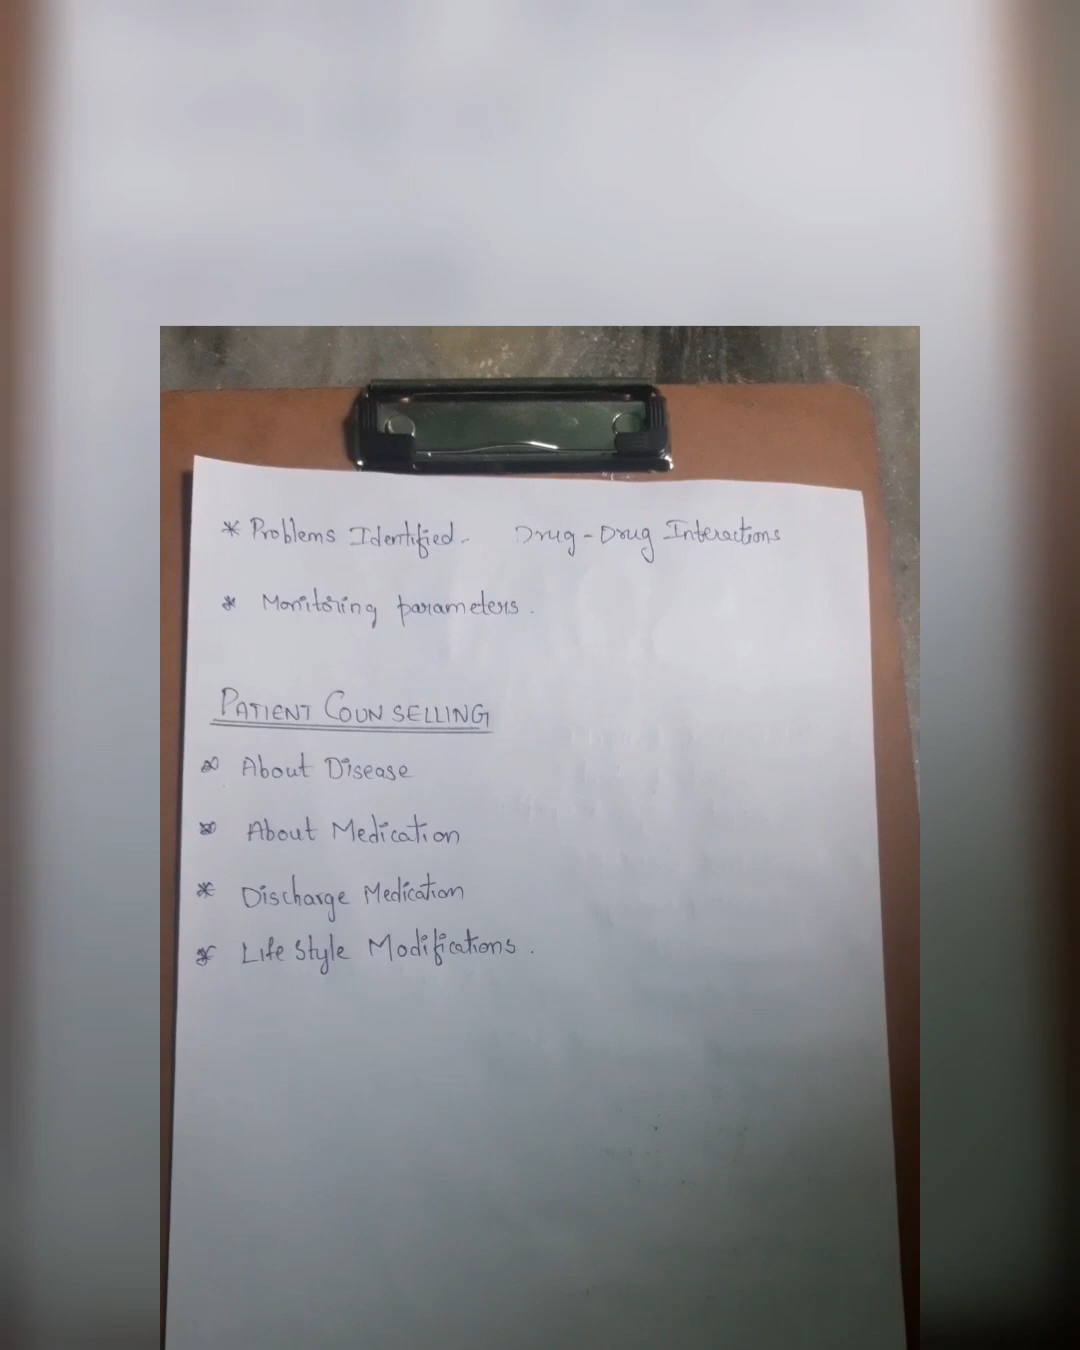 * Problems Identified. Drug-Drug Interactions
* Monitoring parameters.
PATIENT COUNSELLING
* About Disease
* About Medication
* Discharge Medication
* Life Style Modifications.